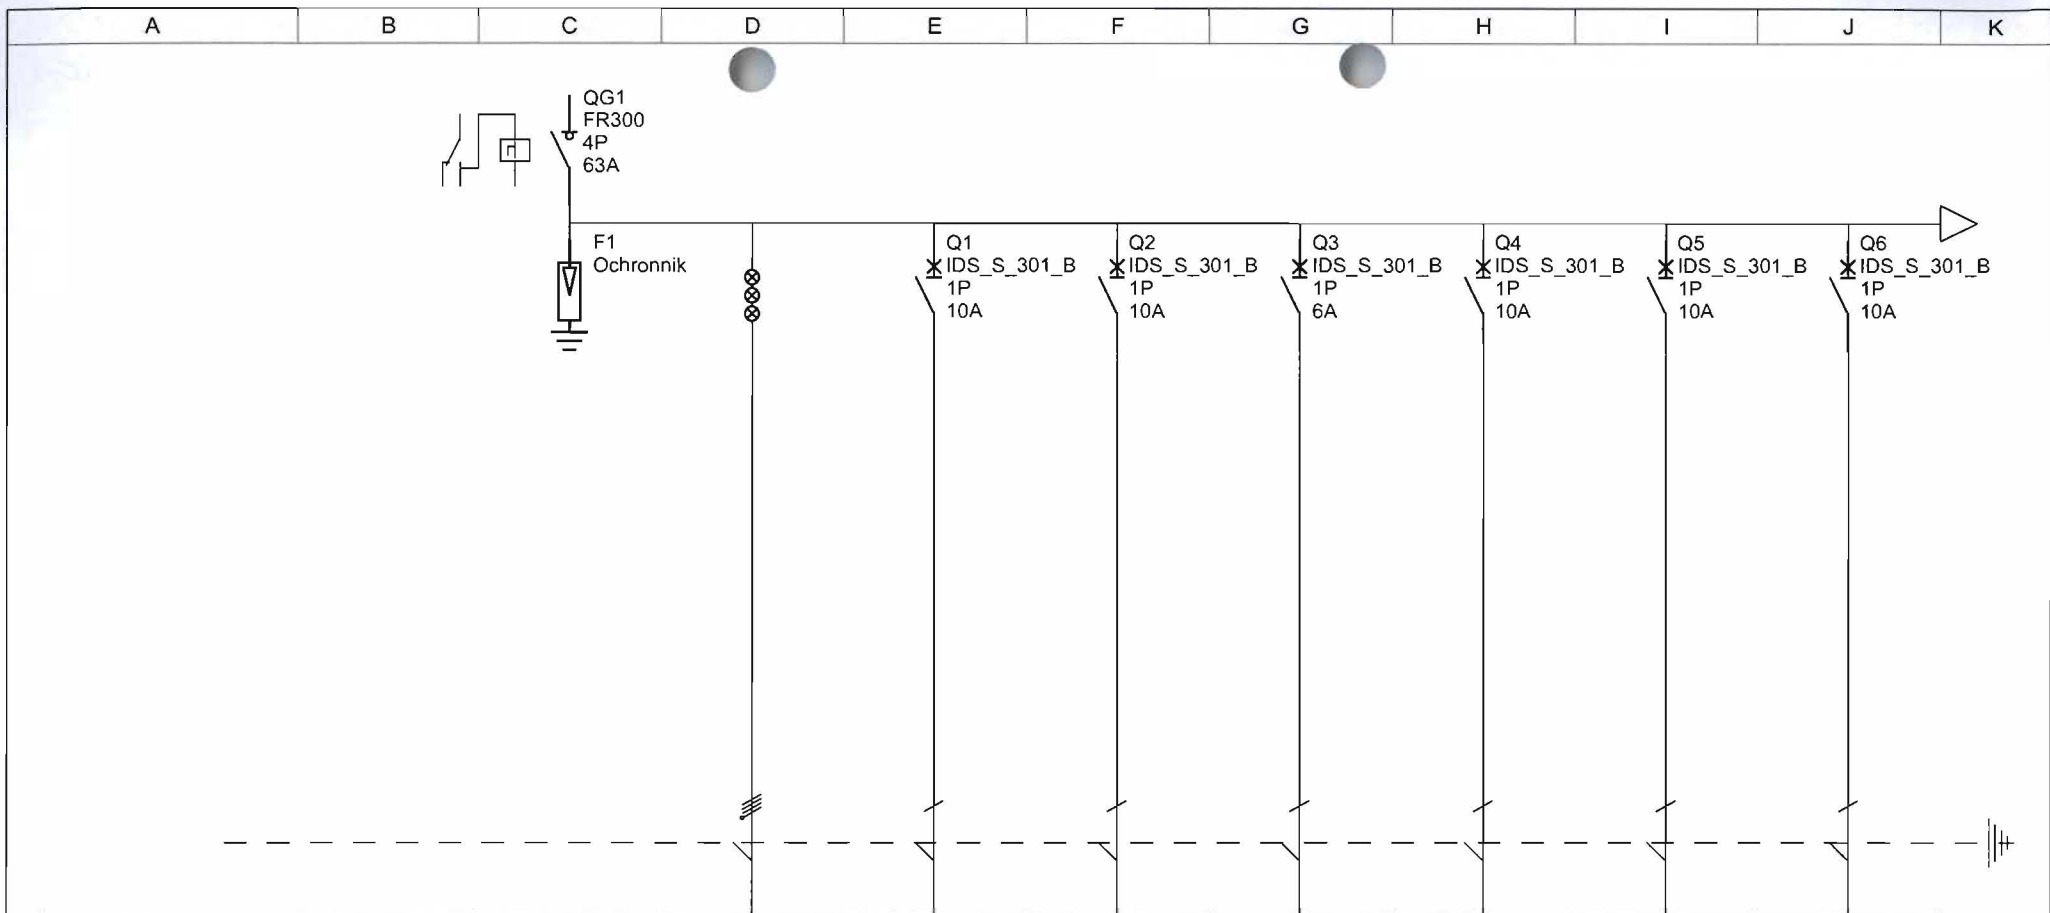 A B C D E F G H I J K
QG1
FR300
4P
63A
F1
Ochronnik
Q1
IDS_S_301_B
1P
10A
Q2
IDS_S_301_B
1P
10A
Q3
IDS_S_301_B
1P
6A
Q4
IDS_S_301_B
1P
10A
Q5
IDS_S_301_B
1P
10A
Q6
IDS_S_301_B
1P
10A